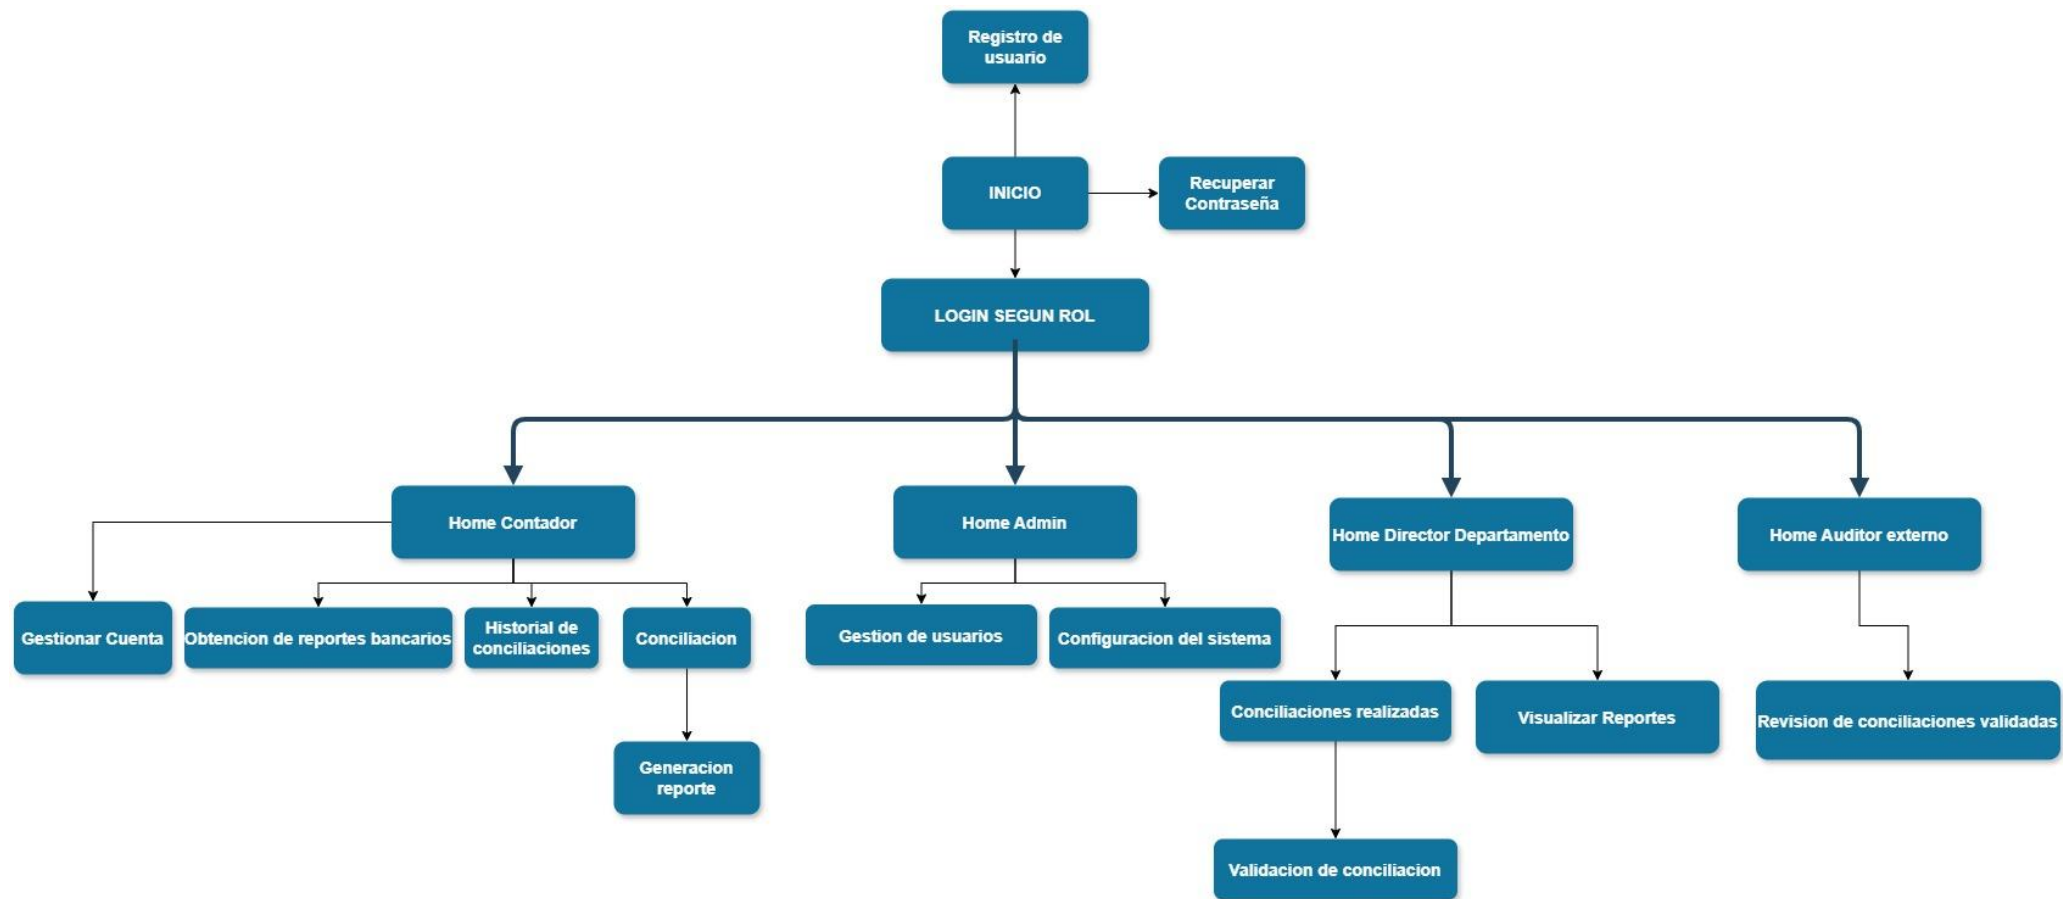 Registro de
usuario
INICIO
Recuperar
Contraseña
LOGIN SEGUN ROL
Home Contador
Home Admin
Home Director Departamento
Home Auditor externo
Gestionar Cuenta
Obtencion de reportes bancarios
Historial de
conciliaciones
Conciliacion
Gestion de usuarios
Configuracion del sistema
Conciliaciones realizadas
Visualizar Reportes
Revision de conciliaciones validadas
Generacion
reporte
Validacion de conciliacion